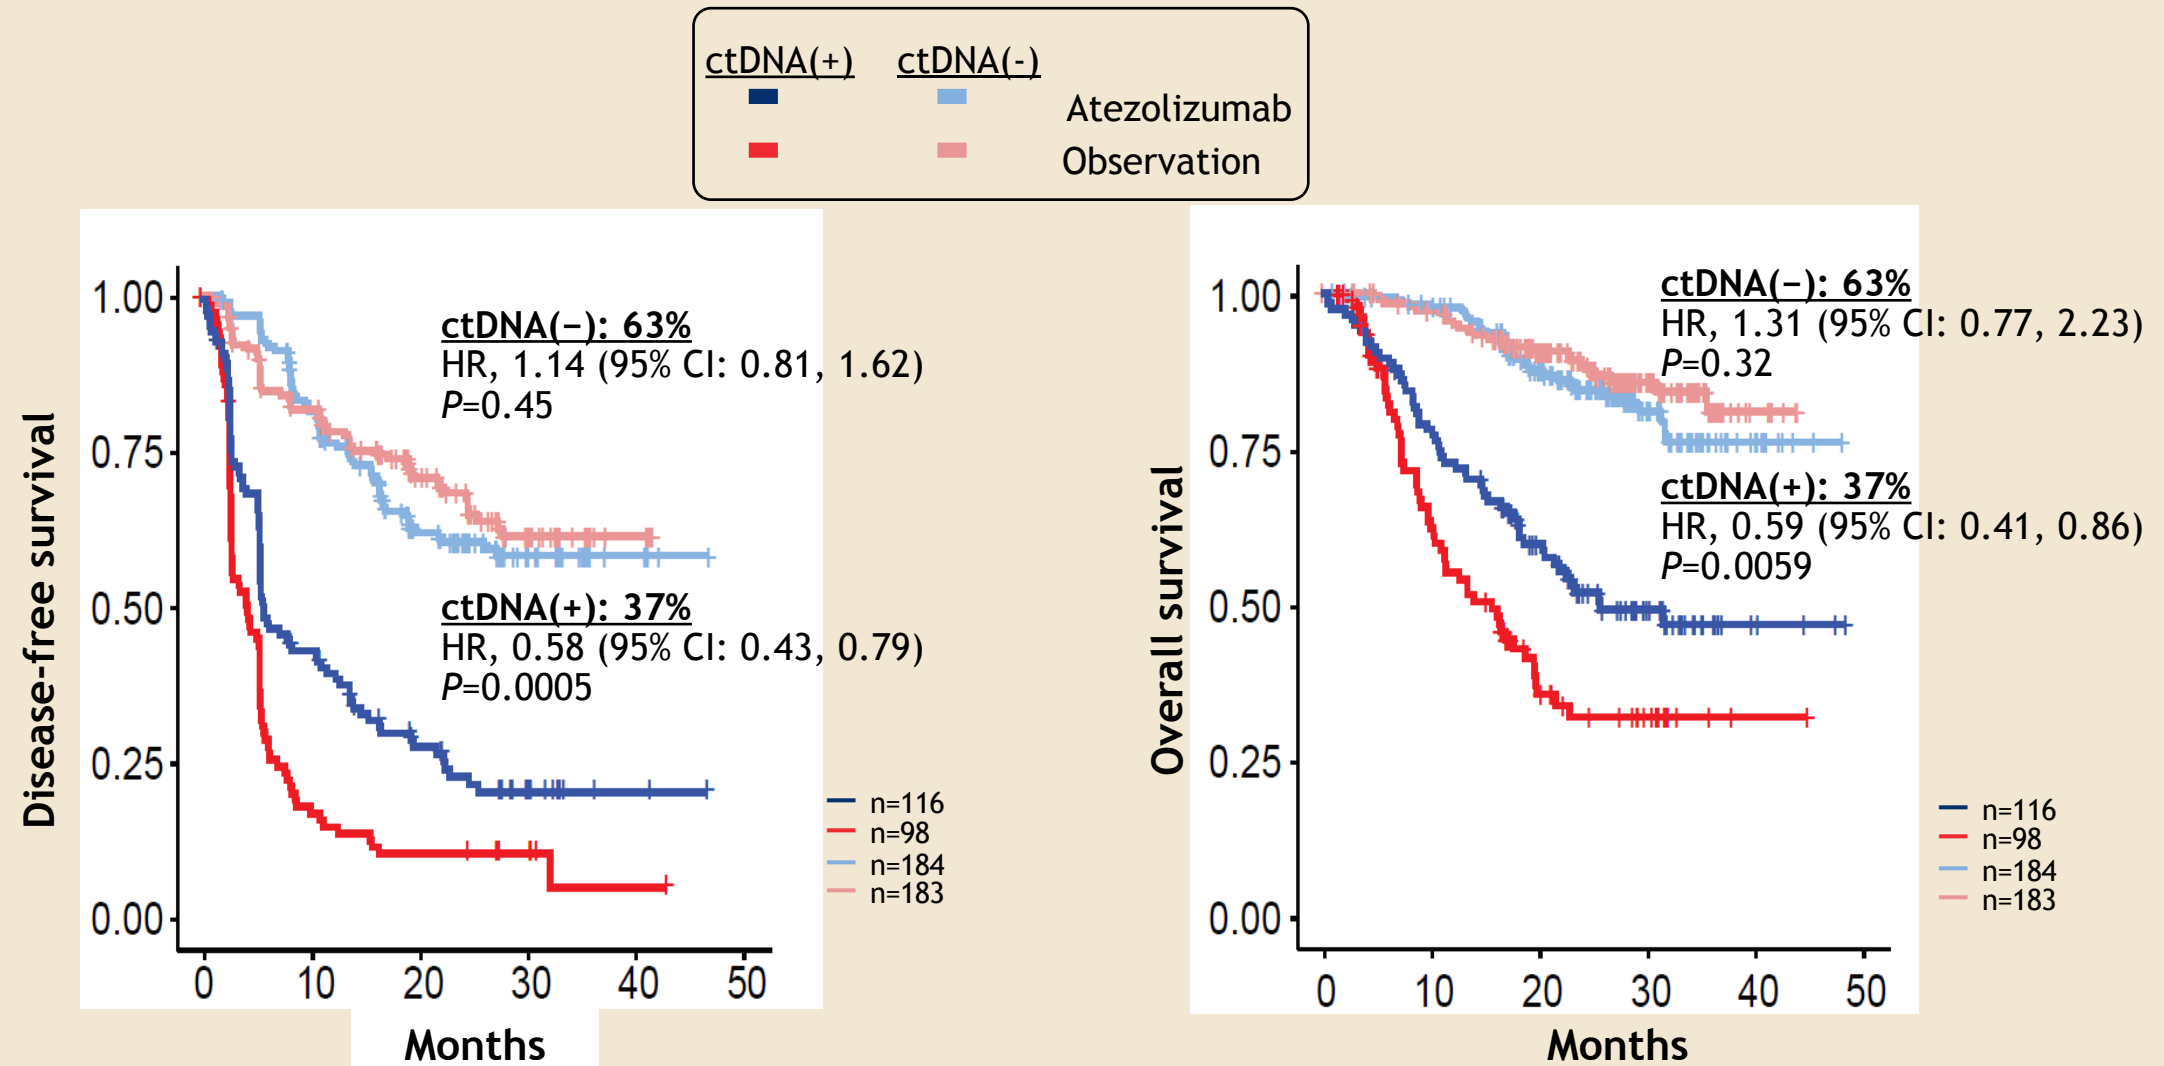 ctDNA(+) ctDNA(-)
Atezolizumab
Observation
Disease-free survival
1.00
0.75
0.50
0.25
0.00
ctDNA(−): 63%
HR, 1.14 (95% CI: 0.81, 1.62)
P=0.45
ctDNA(+): 37%
HR, 0.58 (95% CI: 0.43, 0.79)
P=0.0005
n=116
n=98
n=184
n=183
0 10 20 30 40 50
Months
Overall survival
1.00
0.75
0.50
0.25
0.00
ctDNA(−): 63%
HR, 1.31 (95% CI: 0.77, 2.23)
P=0.32
ctDNA(+): 37%
HR, 0.59 (95% CI: 0.41, 0.86)
P=0.0059
n=116
n=98
n=184
n=183
0 10 20 30 40 50
Months